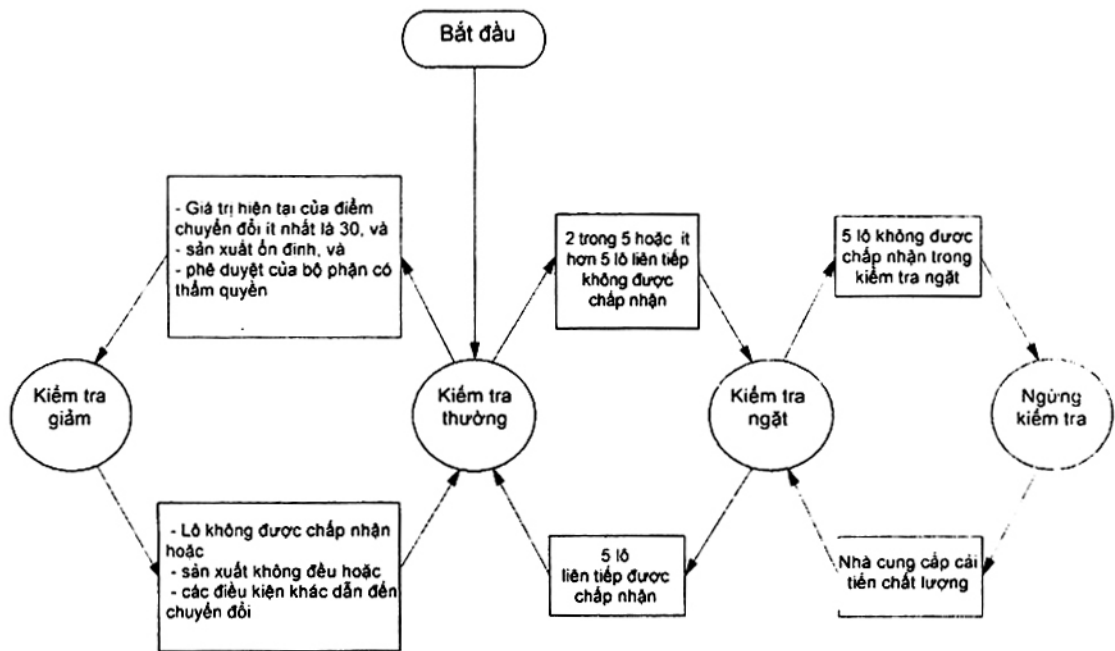 Bắt đầu
- Giá trị hiện tại của điểm
chuyển đổi ít nhất là 30, và
- sản xuất ổn định, và
- phê duyệt của bộ phận có
thẩm quyền
2 trong 5 hoặc ít
hơn 5 lô liên tiếp
không được
chấp nhận
5 lô không được
chấp nhận trong
kiểm tra ngặt
Kiểm tra
giảm
Kiểm tra
thường
Kiểm tra
ngặt
Ngừng
kiểm tra
- Lô không được chấp nhận
hoặc
- sản xuất không đều hoặc
- các điều kiện khác dẫn đến
chuyển đổi
5 lô
liên tiếp được
chấp nhận
Nhà cung cấp cải
tiến chất lượng